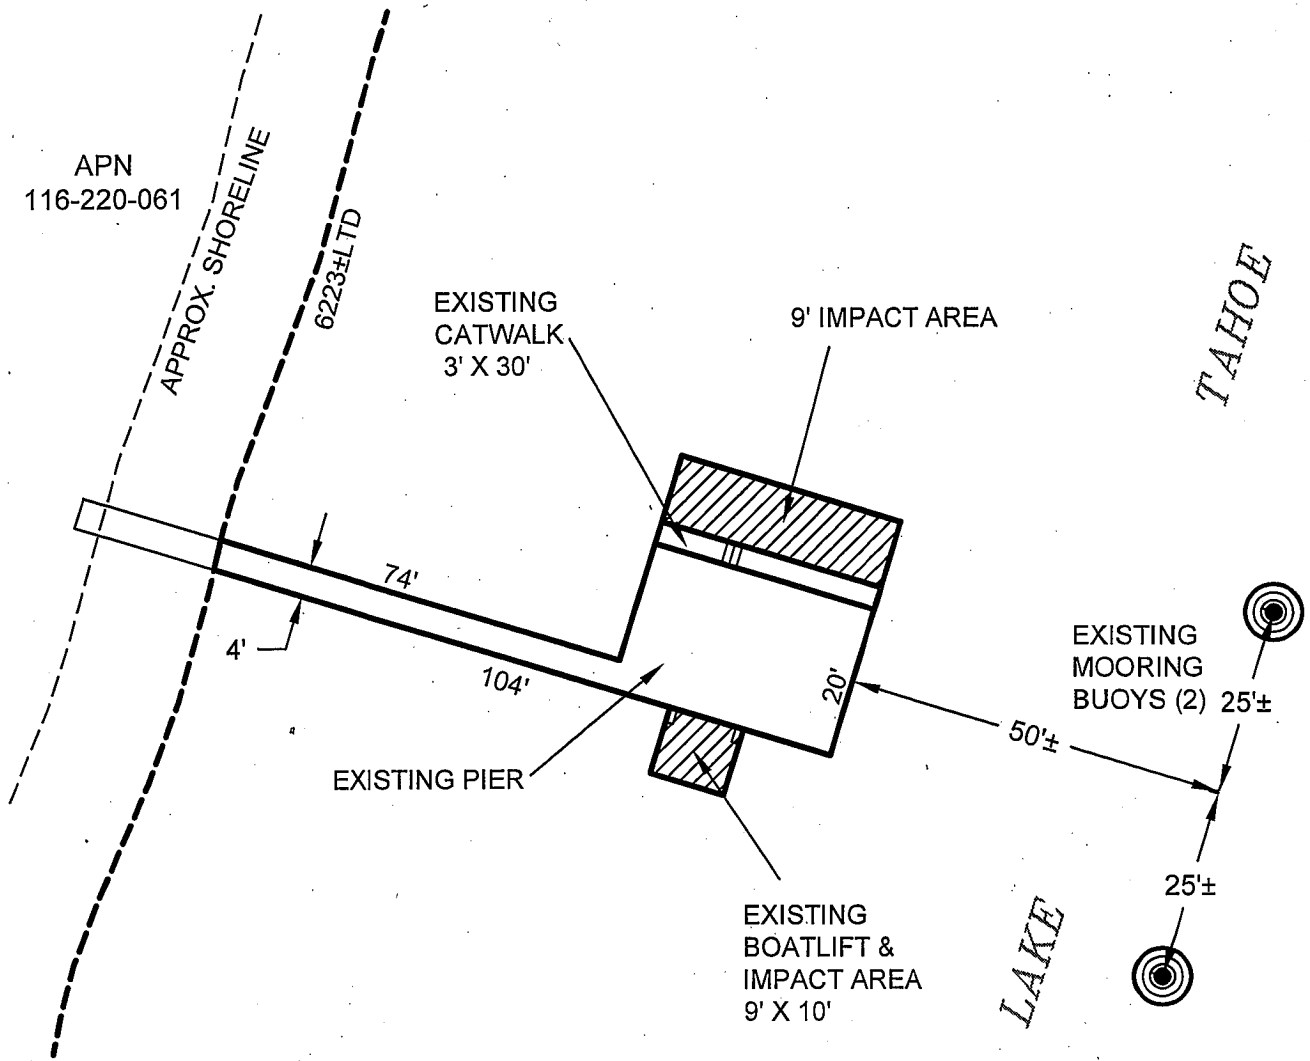 APN
116-220-061
APPROX. SHORELINE
6223±LTD
EXISTING
CATWALK
3' X 30'
9' IMPACT AREA
TAHOE
74'
4'
104'
20'
EXISTING
MOORING
BUOYS (2)
25'±
50'±
EXISTING PIER
25'±
EXISTING
BOATLIFT &
IMPACT AREA
9' X 10'
LAKE